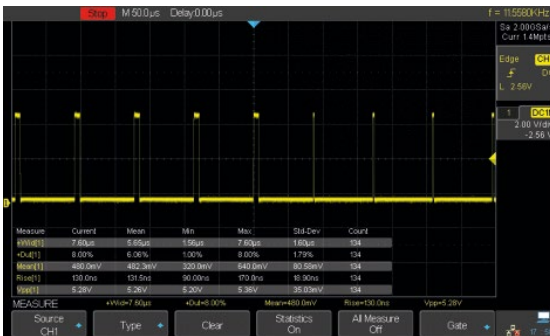 Stop M 50.0µs Delay:0.00µs f = 11.5580KHz
Sa 2.00GSa/
Curr 1.4Mpts
Edge CH
L 2.56V
1 DC1
2.00 V/di
-2.56 V
Measure Current Mean Min Max Std-Dev Count
+Wid[1] 7.60µs 5.65µs 1.56µs 7.60µs 1.60µs 134
+Dut[1] 8.00% 6.06% 1.00% 8.00% 1.79% 134
Mean[1] 480.0mV 482.3mV 320.0mV 640.0mV 80.58mV 134
Rise[1] 130.0ns 131.5ns 90.00ns 170.0ns 18.90ns 134
Vpp[1] 5.28V 5.26V 5.20V 5.36V 35.03mV 134
MEASURE +Wid=7.60µs +Dut=8.00% Mean=480.0mV Rise=130.0ns Vpp=5.28V
Source Type Clear Statistics All Measure Gate
CH1 On Off